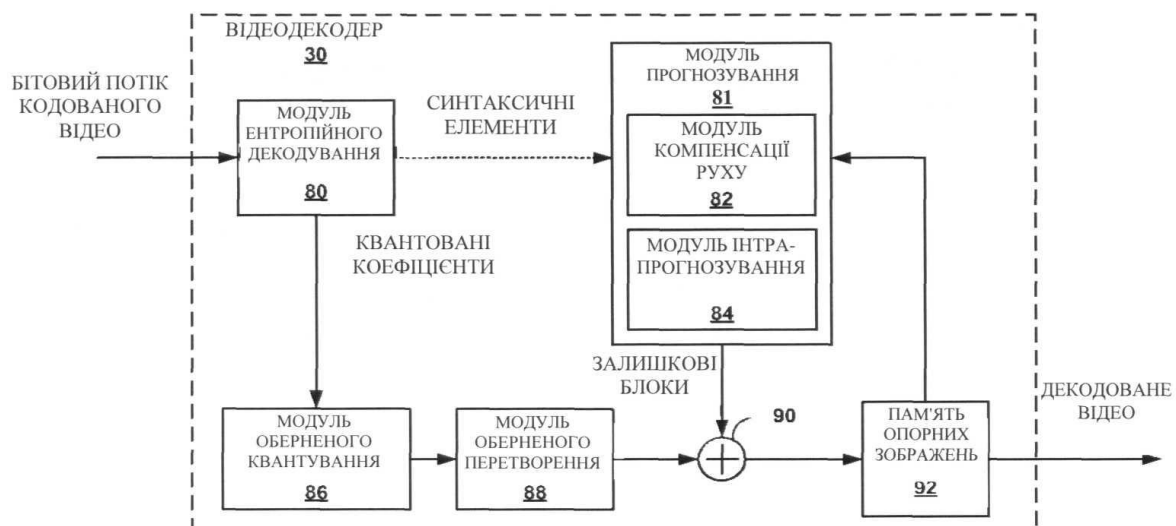 ВІДЕОДЕКОДЕР
30
БІТОВИЙ ПОТІК
КОДОВАНОГО
ВІДЕО
МОДУЛЬ
ЕНТРОПІЙНОГО
ДЕКОДУВАННЯ
80
СИНТАКСИЧНІ
ЕЛЕМЕНТИ
МОДУЛЬ
ПРОГНОЗУВАННЯ
81
МОДУЛЬ
КОМПЕНСАЦІЇ
РУХУ
82
МОДУЛЬ ІНТРА-
ПРОГНОЗУВАННЯ
84
КВАНТОВАНІ
КОЕФІЦІЄНТИ
ЗАЛИШКОВІ
БЛОКИ
МОДУЛЬ
ОБЕРНЕНОГО
КВАНТУВАННЯ
86
МОДУЛЬ
ОБЕРНЕНОГО
ПЕРЕТВОРЕННЯ
88
90
ПАМ'ЯТЬ
ОПОРНИХ
ЗОБРАЖЕНЬ
92
ДЕКОДОВАНЕ
ВІДЕО